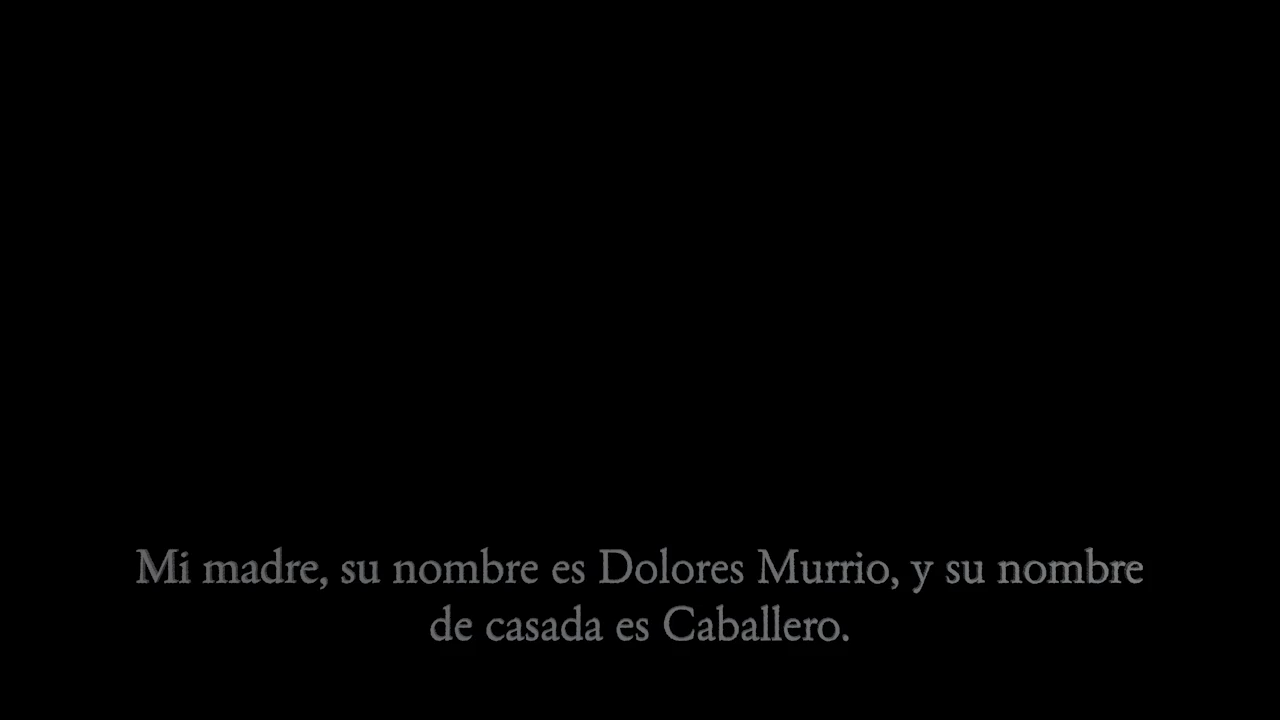 Mi madre, su nombre es Dolores Murrio, y su nombre
de casada es Caballero.